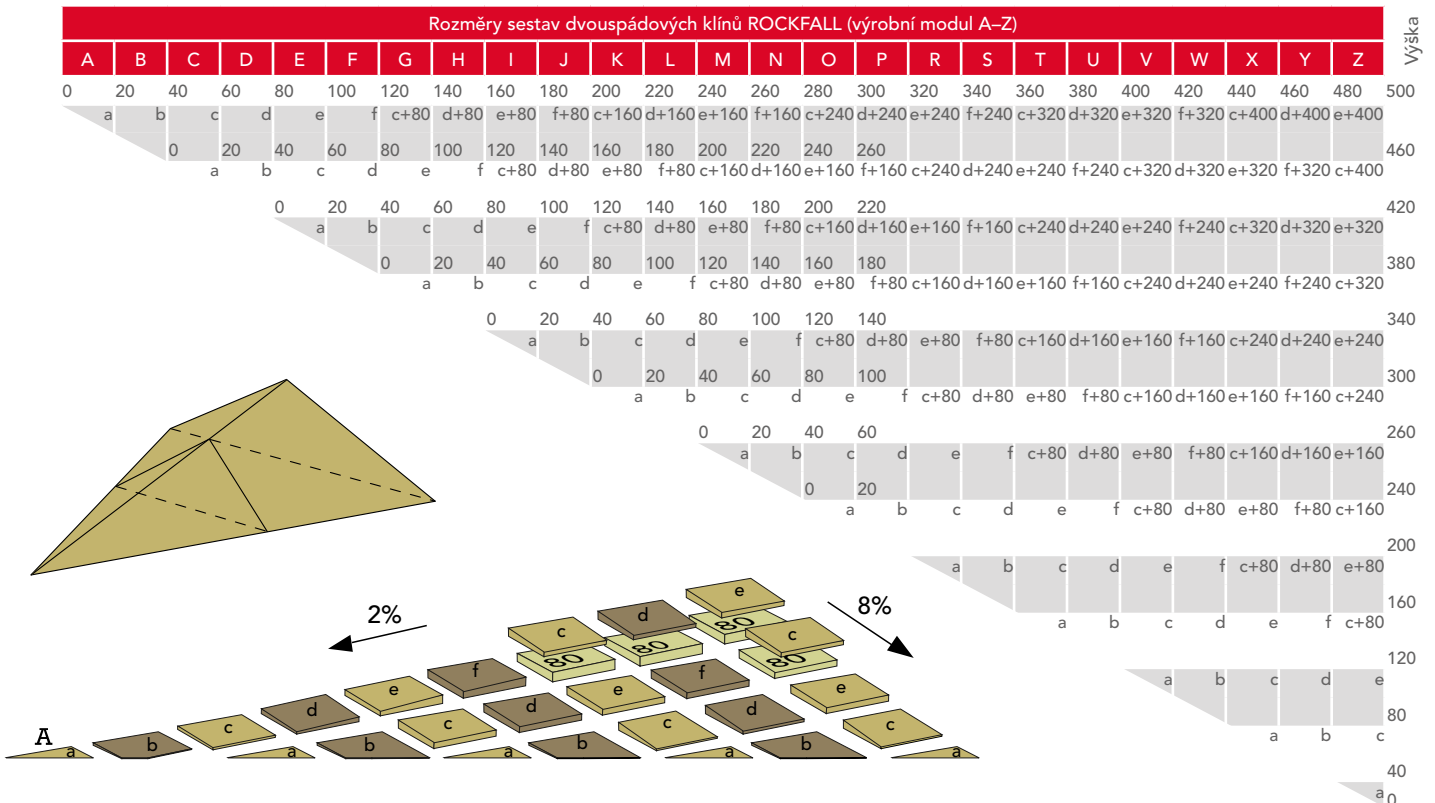 Rozměry sestav dvouspádových klínů ROCKFALL (výrobní modul A–Z)
Výška
A B C D E F G H I J K L M N O P R S T U V W X Y Z
0 20 40 60 80 100 120 140 160 180 200 220 240 260 280 300 320 340 360 380 400 420 440 460 480 500
a b c d e f c+80 d+80 e+80 f+80 c+160 d+160 e+160 f+160 c+240 d+240 e+240 f+240 c+320 d+320 e+320 f+320 c+400 d+400 e+400
0 20 40 60 80 100 120 140 160 180 200 220 240 260 460
a b c d e f c+80 d+80 e+80 f+80 c+160 d+160 e+160 f+160 c+240 d+240 e+240 f+240 c+320 d+320 e+320 f+320 c+400
0 20 40 60 80 100 120 140 160 180 200 220 420
a b c d e f c+80 d+80 e+80 f+80 c+160 d+160 e+160 f+160 c+240 d+240 e+240 f+240 c+320 d+320 e+320
0 20 40 60 80 100 120 140 160 180 380
a b c d e f c+80 d+80 e+80 f+80 c+160 d+160 e+160 f+160 c+240 d+240 e+240 f+240 c+320
0 20 40 60 80 100 120 140 340
a b c d e f c+80 d+80 e+80 f+80 c+160 d+160 e+160 f+160 c+240 d+240 e+240
0 20 40 60 80 100 300
a b c d e f c+80 d+80 e+80 f+80 c+160 d+160 e+160 f+160 c+240
0 20 40 60 260
a b c d e f c+80 d+80 e+80 f+80 c+160 d+160 e+160
0 20 240
a b c d e f c+80 d+80 e+80 f+80 c+160
200
a b c d e f c+80 d+80 e+80
160
a b c d e f c+80
120
a b c d e
80
a b c
40
a
0
2%
8%
e
d 80
c 80 c
80 80
f f
e e e
d d d
c c c c
A
a b a b a b a b a